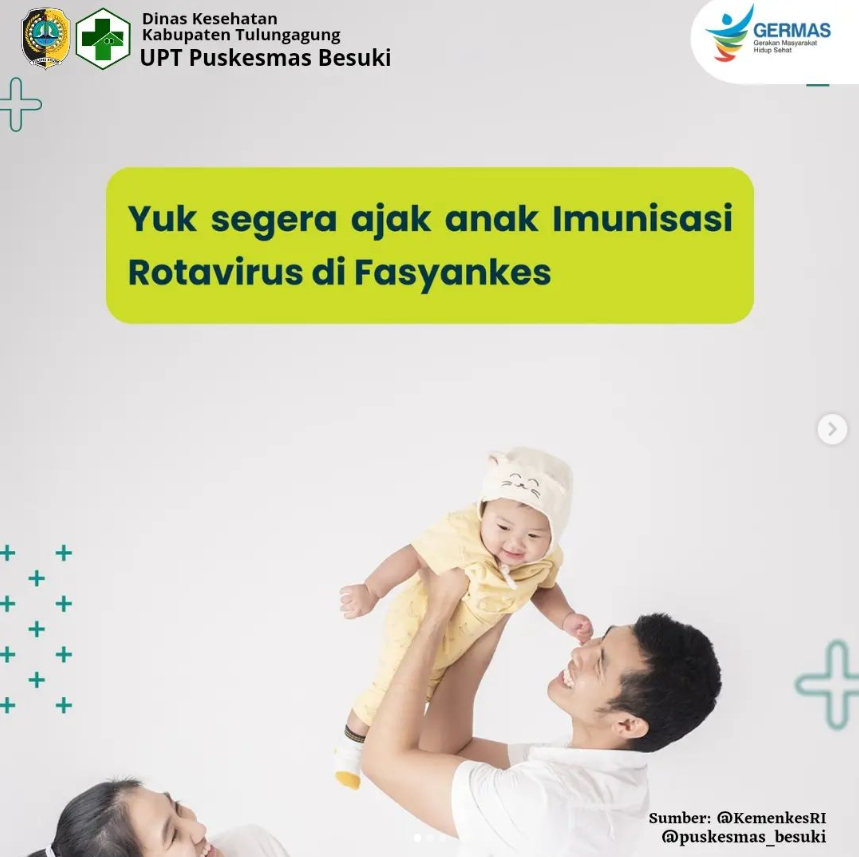 Dinas Kesehatan
Kabupaten Tulungagung
UPT Puskesmas Besuki
GERMAS
Gerakan Masyarakat
Hidup Sehat
Yuk segera ajak anak Imunisasi
Rotavirus di Fasyankes
Sumber: @KemenkesRI
@puskesmas_besuki